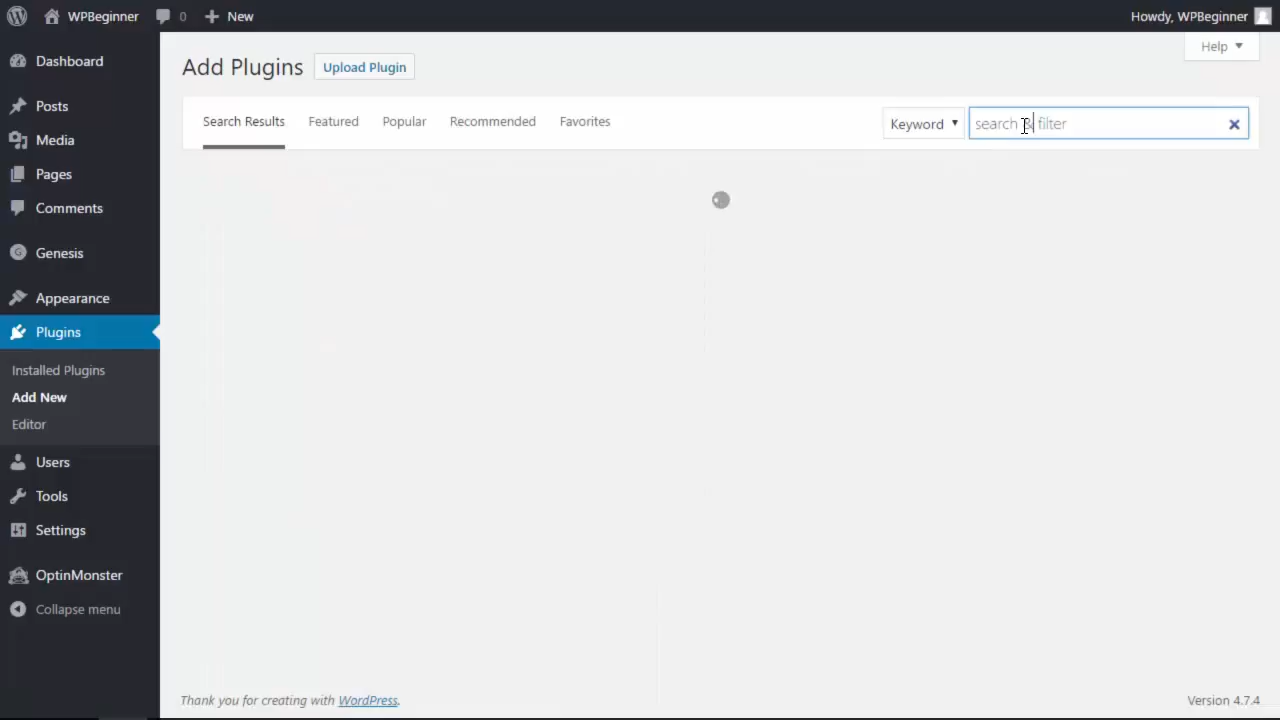 WPBeginner 0 New Howdy, WPBeginner
Help
Dashboard
Posts
Media
Pages
Comments
Genesis
Appearance
Plugins
Installed Plugins
Add New
Editor
Users
Tools
Settings
OptinMonster
Collapse menu
Add Plugins Upload Plugin
Search Results Featured Popular Recommended Favorites Keyword search & filter
Thank you for creating with WordPress. Version 4.7.4